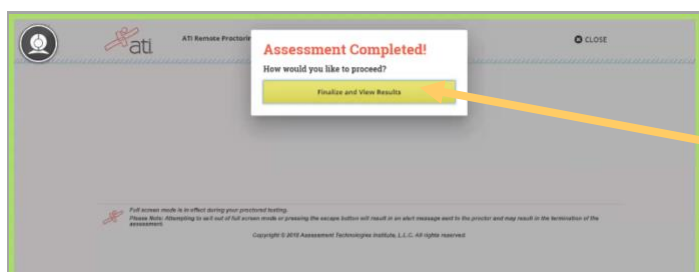 ati
ATI Remote Proctorin
CLOSE
Assessment Completed!
How would you like to proceed?
Finalize and View Results
Full screen mode is in effect during your proctored testing.
Please Note: Attempting to exit out of full screen mode or pressing the escape button will result in an alert message sent to the proctor and may result in the termination of the
assessment.
Copyright © 2015 Assessment Technologies Institute, L.L.C. All rights reserved.